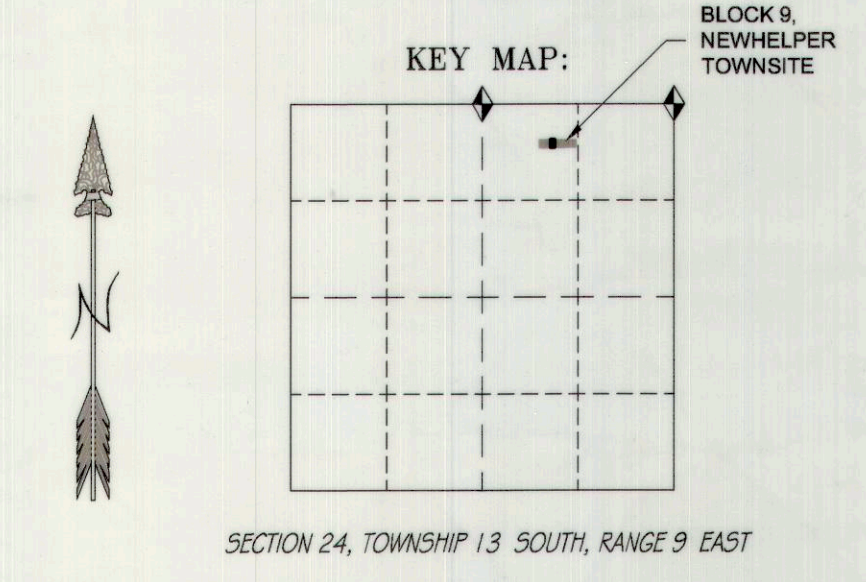 BLOCK 9,
NEWHELPER
TOWNSITE
KEY MAP:
N
SECTION 24, TOWNSHIP 13 SOUTH, RANGE 9 EAST